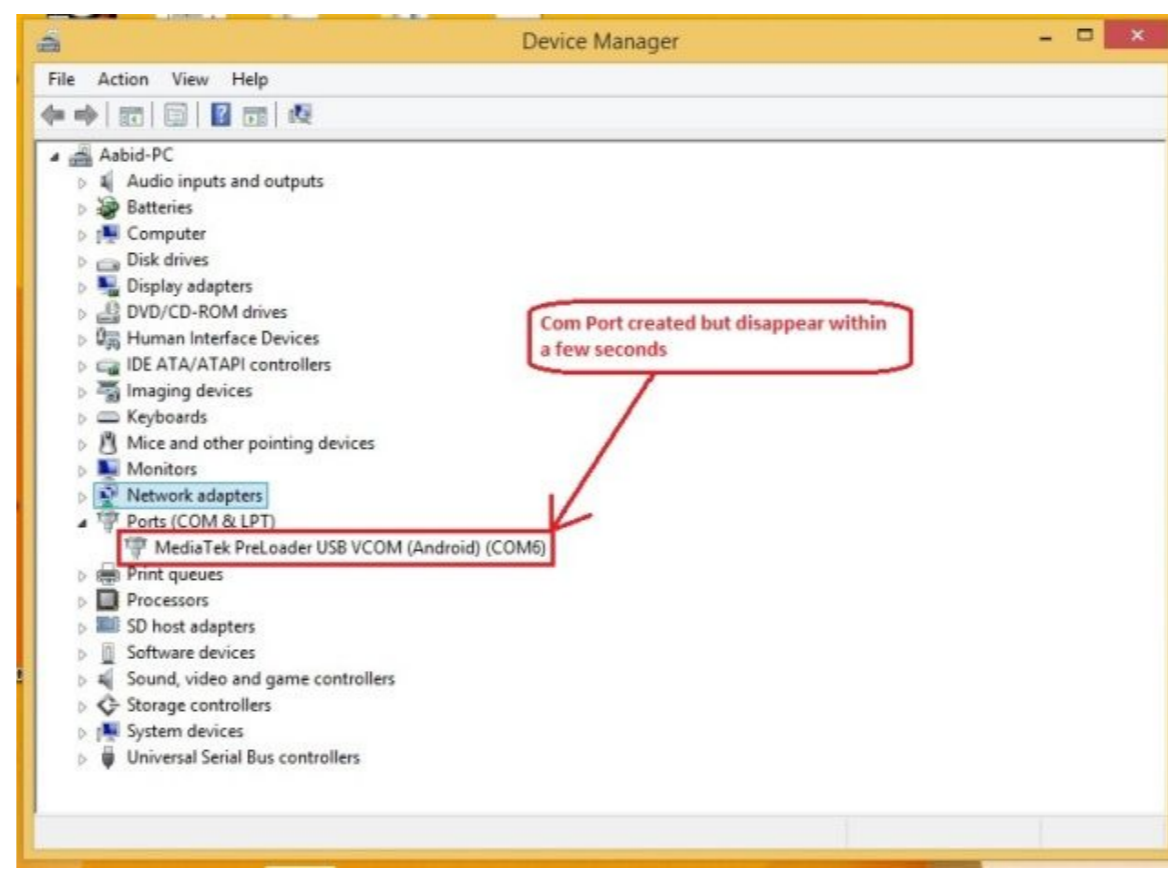 Device Manager
File Action View Help
Aabid-PC
Audio inputs and outputs
Batteries
Computer
Disk drives
Display adapters
DVD/CD-ROM drives
Human Interface Devices
IDE ATA/ATAPI controllers
Imaging devices
Keyboards
Mice and other pointing devices
Monitors
Network adapters
Ports (COM & LPT)
MediaTek PreLoader USB VCOM (Android) (COM6)
Print queues
Processors
SD host adapters
Software devices
Sound, video and game controllers
Storage controllers
System devices
Universal Serial Bus controllers
Com Port created but disappear within
a few seconds